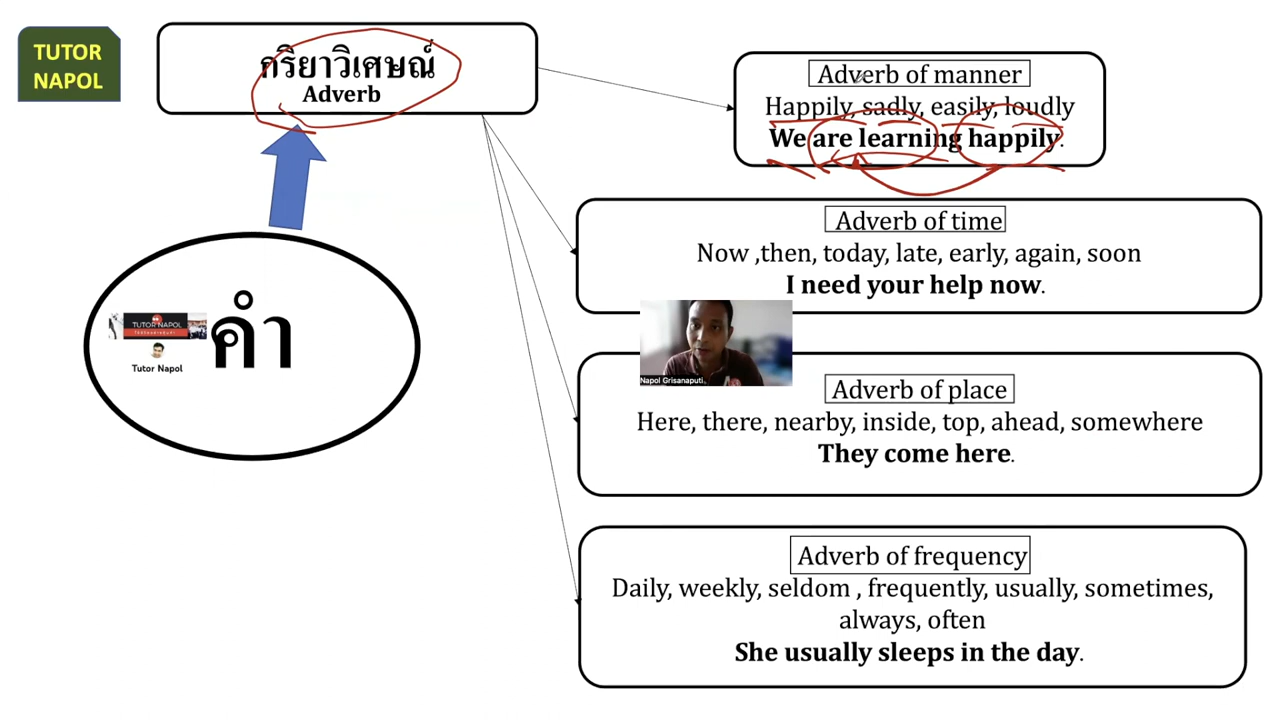 TUTOR
NAPOL
กริยาวิเศษณ์
Adverb
Adverb of manner
Happily, sadly, easily, loudly
We are learning happily.
Adverb of time
Now ,then, today, late, early, again, soon
I need your help now.
TUTOR NAPOL
คำ
Tutor Napol
Napol Grisanaputi
Adverb of place
Here, there, nearby, inside, top, ahead, somewhere
They come here.
Adverb of frequency
Daily, weekly, seldom , frequently, usually, sometimes,
always, often
She usually sleeps in the day.